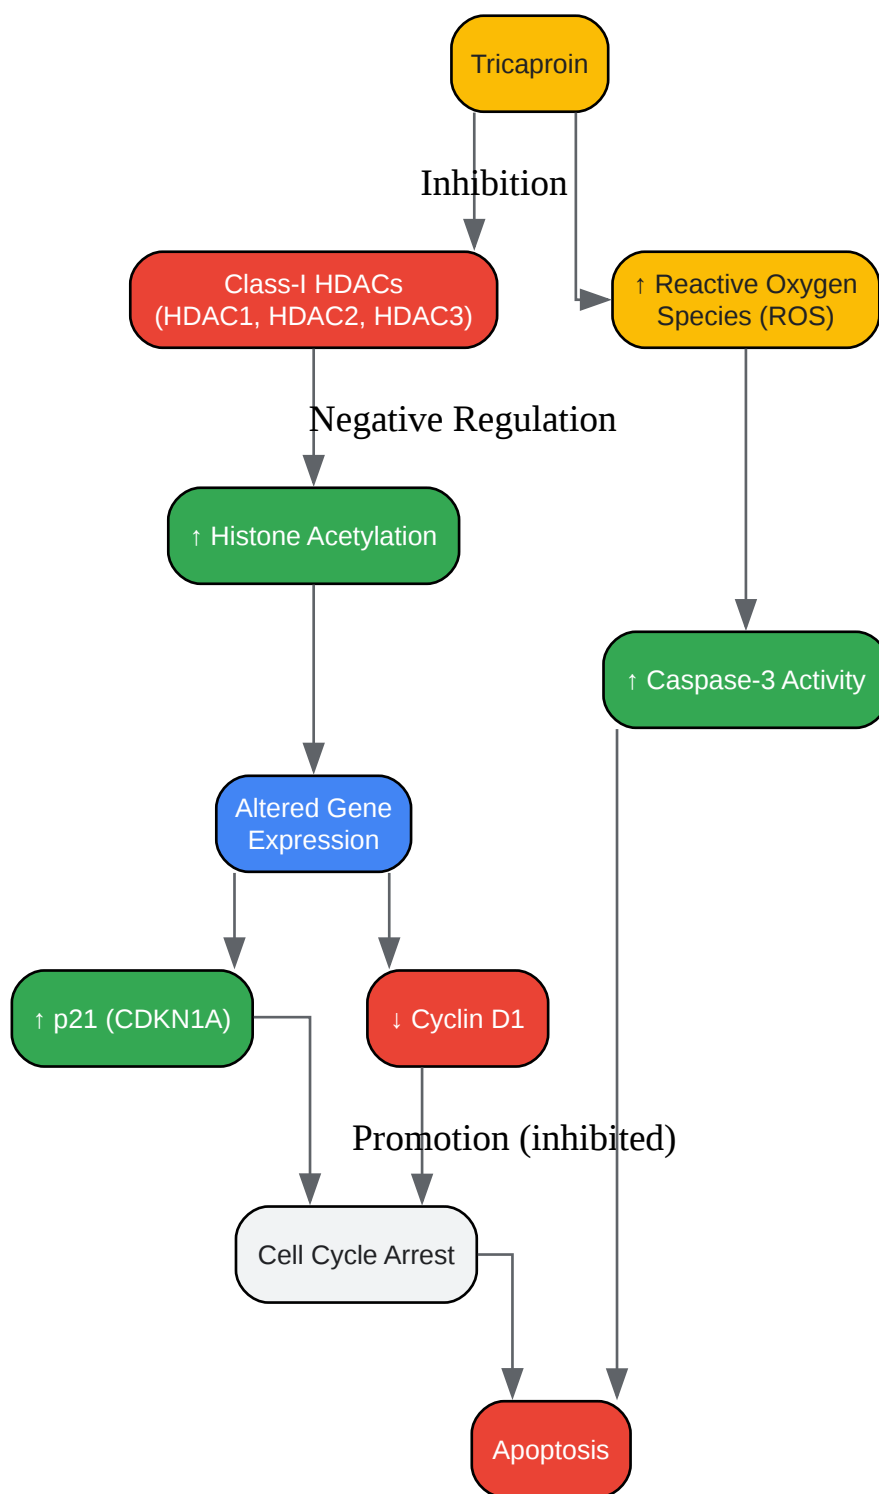 Tricaproin
Inhibition
Class-I HDACs
(HDAC1, HDAC2, HDAC3)
↑ Reactive Oxygen
Species (ROS)
Negative Regulation
↑ Histone Acetylation
↑ Caspase-3 Activity
Altered Gene
Expression
↑ p21 (CDKN1A)
↓ Cyclin D1
Promotion (inhibited)
Cell Cycle Arrest
Apoptosis